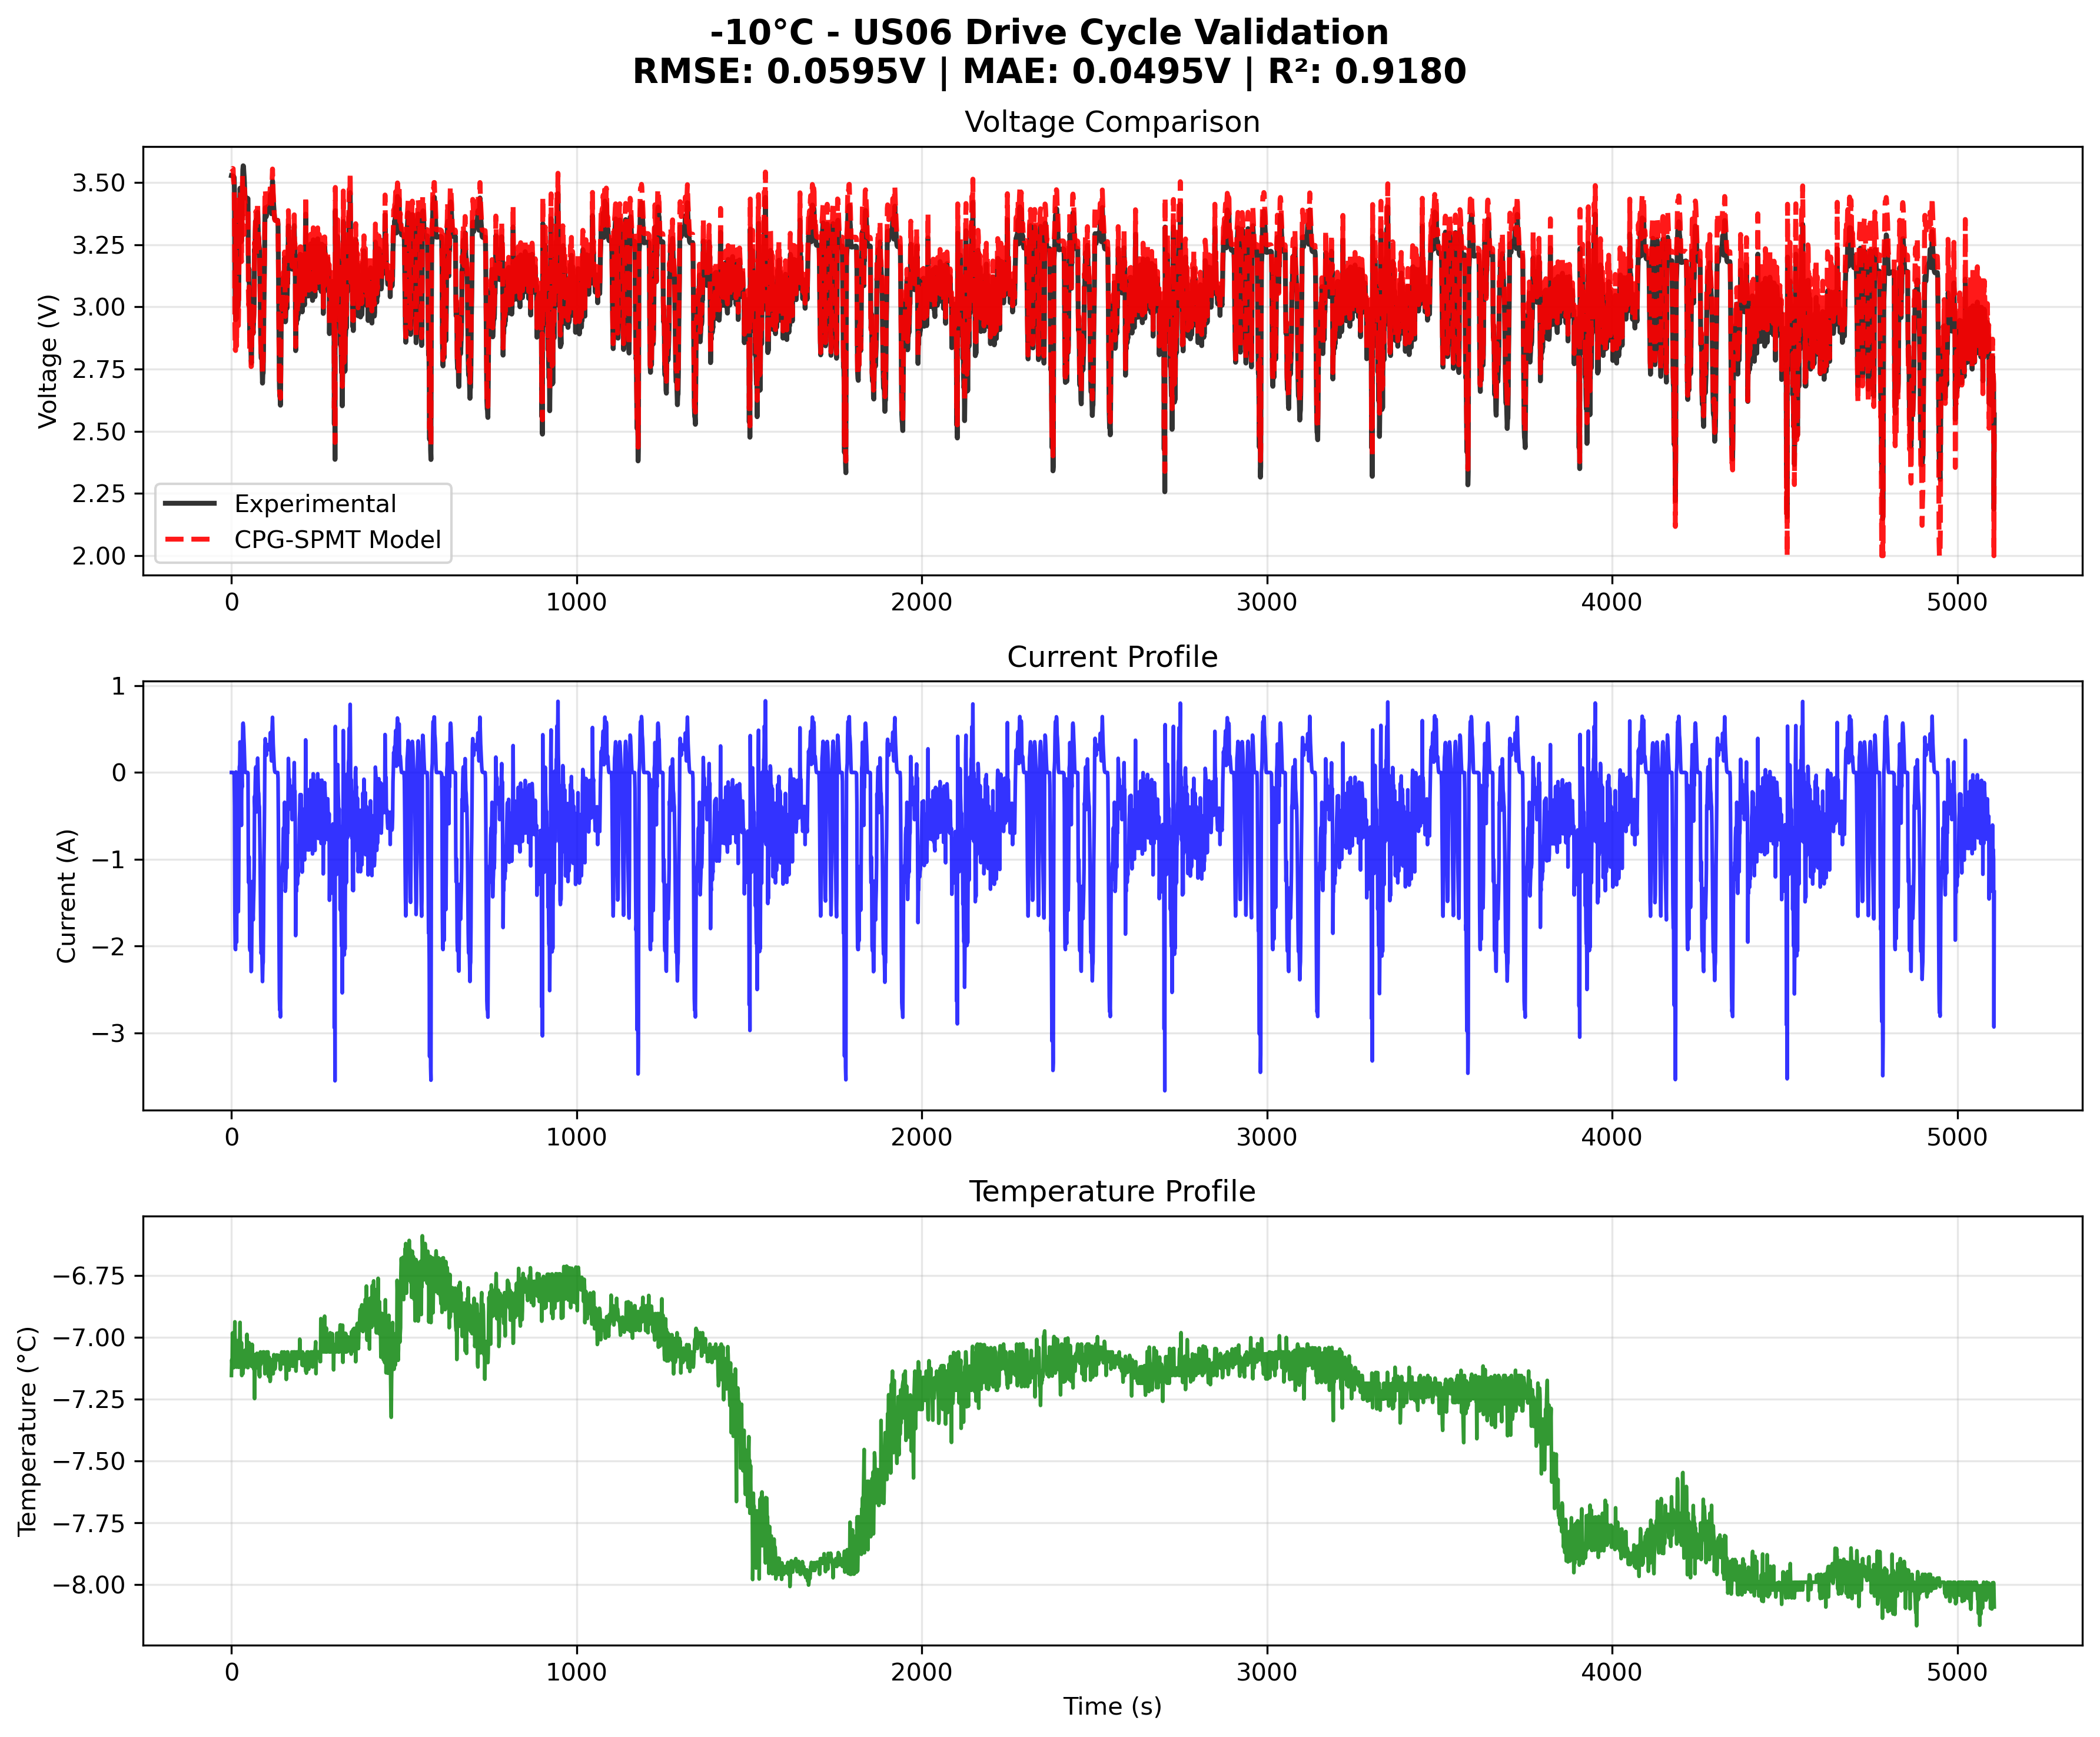 -10°C - US06 Drive Cycle Validation
RMSE: 0.0595V | MAE: 0.0495V | R²: 0.9180
Voltage Comparison
Voltage (V)
3.50
3.25
3.00
2.75
2.50
2.25
2.00
Experimental
CPG-SPMT Model
0 1000 2000 3000 4000 5000
Current Profile
Current (A)
1
0
−1
−2
−3
0 1000 2000 3000 4000 5000
Temperature Profile
Temperature (°C)
−6.75
−7.00
−7.25
−7.50
−7.75
−8.00
0 1000 2000 3000 4000 5000
Time (s)